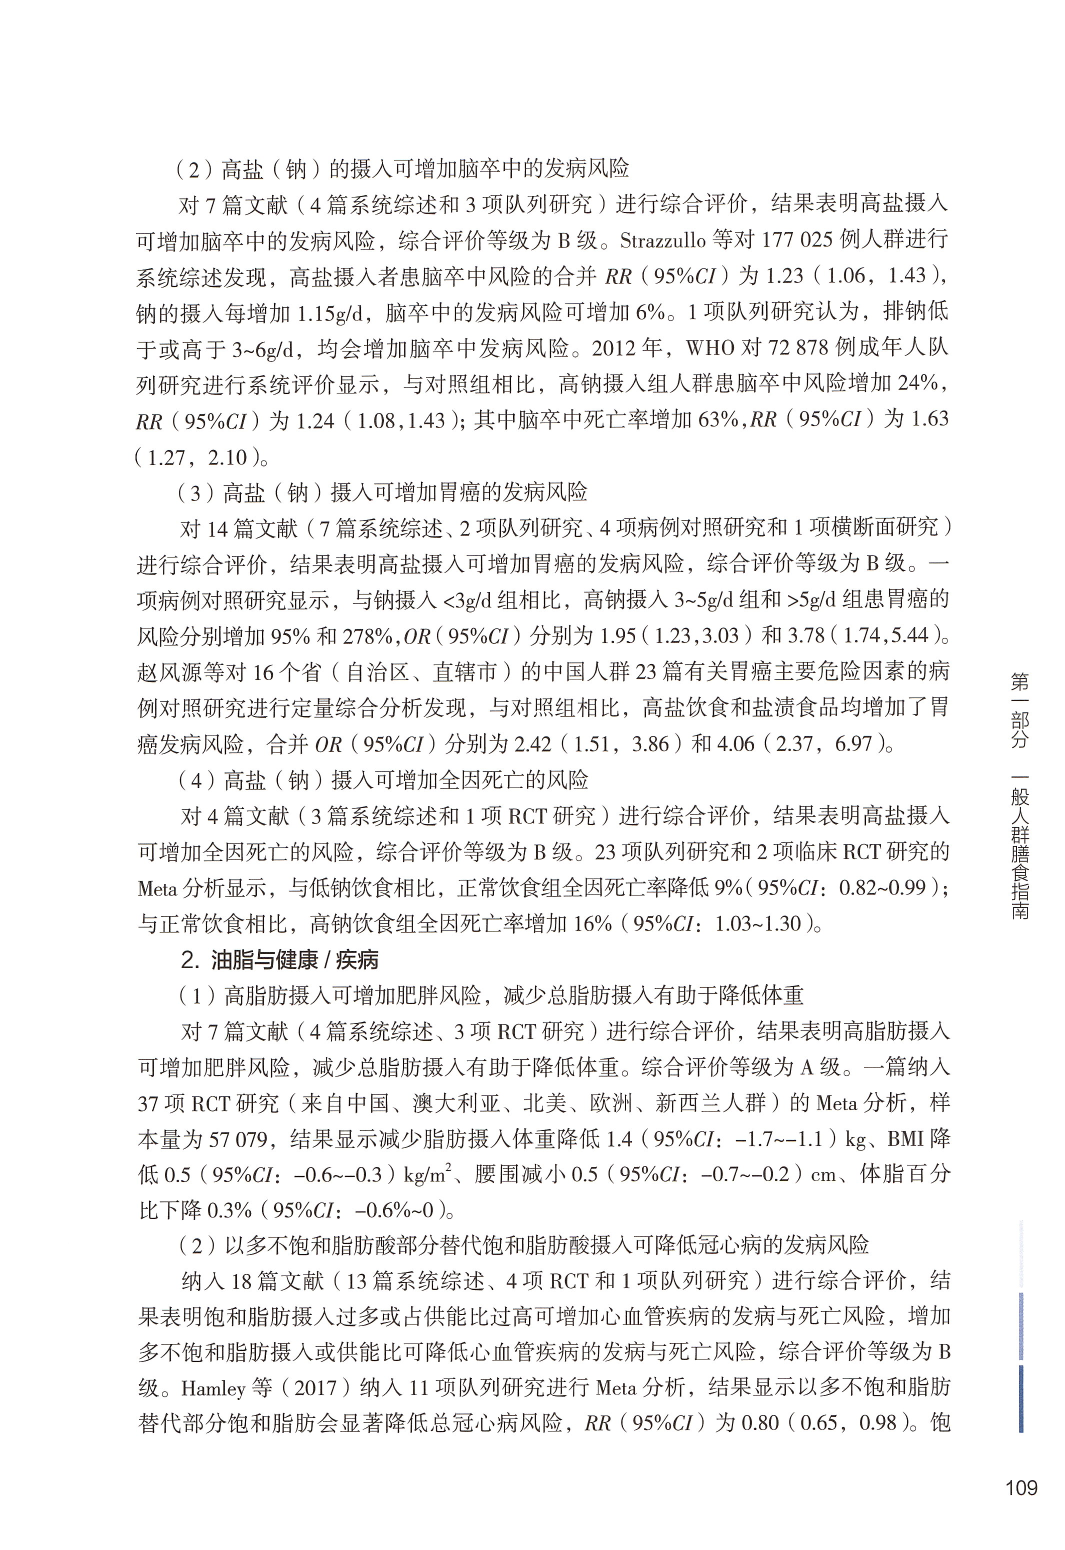 （2）高盐（钠）的摄入可增加脑卒中的发病风险
对 7 篇文献（4 篇系统综述和 3 项队列研究）进行综合评价，结果表明高盐摄入
可增加脑卒中的发病风险，综合评价等级为 B 级。Strazzullo 等对 177 025 例人群进行
系统综述发现，高盐摄入者患脑卒中风险的合并 RR（95%CI）为 1.23（1.06，1.43），
钠的摄入每增加 1.15g/d，脑卒中的发病风险可增加 6%。1 项队列研究认为，排钠低
于或高于 3~6g/d，均会增加脑卒中发病风险。2012 年，WHO 对 72 878 例成年人队
列研究进行系统评价显示，与对照组相比，高钠摄入组人群患脑卒中风险增加 24%，
RR（95%CI）为 1.24（1.08,1.43）；其中脑卒中死亡率增加 63%,RR（95%CI）为 1.63
（1.27，2.10）。
（3）高盐（钠）摄入可增加胃癌的发病风险
对 14 篇文献（7 篇系统综述、2 项队列研究、4 项病例对照研究和 1 项横断面研究）
进行综合评价，结果表明高盐摄入可增加胃癌的发病风险，综合评价等级为 B 级。一
项病例对照研究显示，与钠摄入 <3g/d 组相比，高钠摄入 3~5g/d 组和 >5g/d 组患胃癌的
风险分别增加 95% 和 278%,OR（95%CI）分别为 1.95（1.23,3.03）和 3.78（1.74,5.44）。
赵风源等对 16 个省（自治区、直辖市）的中国人群 23 篇有关胃癌主要危险因素的病
例对照研究进行定量综合分析发现，与对照组相比，高盐饮食和盐渍食品均增加了胃
癌发病风险，合并 OR（95%CI）分别为 2.42（1.51，3.86）和 4.06（2.37，6.97）。
（4）高盐（钠）摄入可增加全因死亡的风险
对 4 篇文献（3 篇系统综述和 1 项 RCT 研究）进行综合评价，结果表明高盐摄入
可增加全因死亡的风险，综合评价等级为 B 级。23 项队列研究和 2 项临床 RCT 研究的
Meta 分析显示，与低钠饮食相比，正常饮食组全因死亡率降低 9%（95%CI：0.82~0.99）；
与正常饮食相比，高钠饮食组全因死亡率增加 16%（95%CI：1.03~1.30）。
2. 油脂与健康 / 疾病
（1）高脂肪摄入可增加肥胖风险，减少总脂肪摄入有助于降低体重
对 7 篇文献（4 篇系统综述、3 项 RCT 研究）进行综合评价，结果表明高脂肪摄入
可增加肥胖风险，减少总脂肪摄入有助于降低体重。综合评价等级为 A 级。一篇纳入
37 项 RCT 研究（来自中国、澳大利亚、北美、欧洲、新西兰人群）的 Meta 分析，样
本量为 57 079，结果显示减少脂肪摄入体重降低 1.4（95%CI：–1.7~–1.1）kg、BMI 降
低 0.5（95%CI：–0.6~–0.3）kg/m²、腰围减小 0.5（95%CI：–0.7~–0.2）cm、体脂百分
比下降 0.3%（95%CI：–0.6%~0）。
（2）以多不饱和脂肪酸部分替代饱和脂肪酸摄入可降低冠心病的发病风险
纳入 18 篇文献（13 篇系统综述、4 项 RCT 和 1 项队列研究）进行综合评价，结
果表明饱和脂肪摄入过多或占供能比过高可增加心血管疾病的发病与死亡风险，增加
多不饱和脂肪摄入或供能比可降低心血管疾病的发病与死亡风险，综合评价等级为 B
级。Hamley 等（2017）纳入 11 项队列研究进行 Meta 分析，结果显示以多不饱和脂肪
替代部分饱和脂肪会显著降低总冠心病风险，RR（95%CI）为 0.80（0.65，0.98）。饱
第一部分 一般人群膳食指南
109